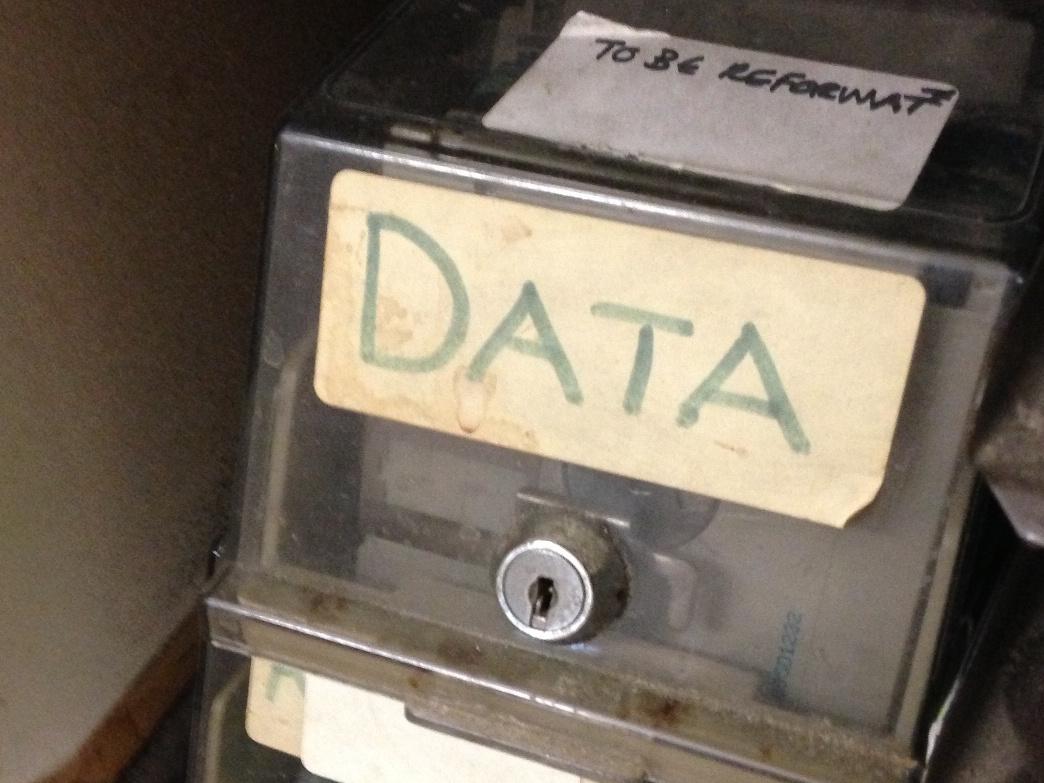 TO BE REFORMAT
DATA
A